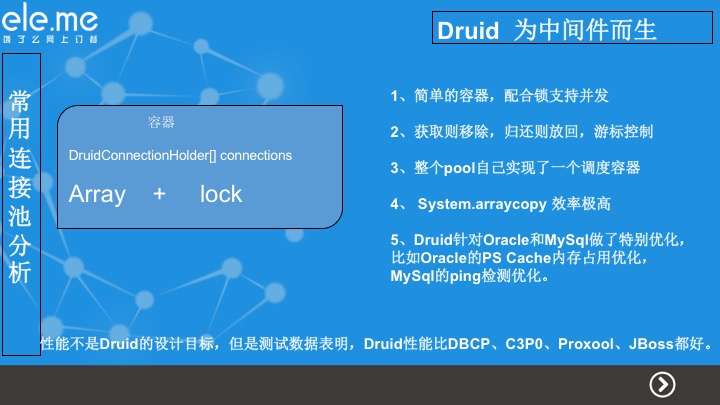 ele.me
饿了么网上订餐
Druid 为中间件而生
常用连接池分析
容器
DruidConnectionHolder[] connections
Array + lock
1、简单的容器，配合锁支持并发
2、获取则移除，归还则放回，游标控制
3、整个pool自己实现了一个调度容器
4、 System.arraycopy 效率极高
5、Druid针对Oracle和MySql做了特别优化，
比如Oracle的PS Cache内存占用优化，
MySql的ping检测优化。
性能不是Druid的设计目标，但是测试数据表明，Druid性能比DBCP、C3P0、Proxool、JBoss都好。